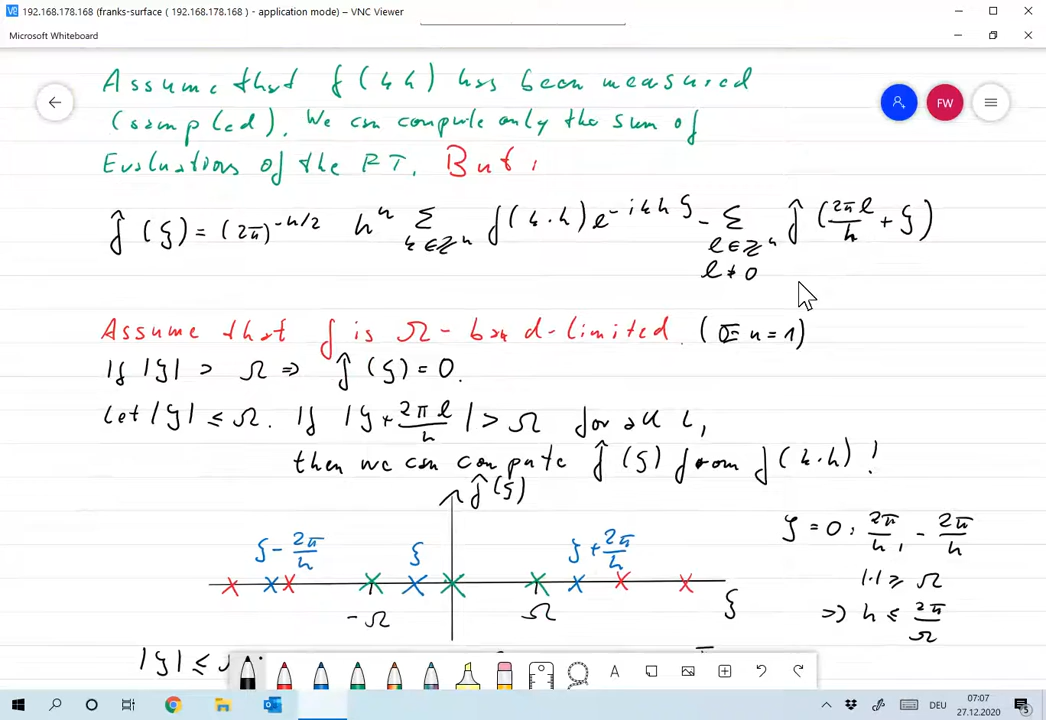 192.168.178.168 (franks-surface ( 192.168.178.168 ) - application mode) – VNC Viewer
Microsoft Whiteboard
FW
Assume that f(kh) has been measured
(sampled). We can compute only the sum of
Evaluations of the FT. But:
f̂(ξ) = (2π)^{-n/2} h^n Σ_{k∈ℤ^n} f(k·h) e^{-ikhξ} - Σ_{l∈ℤ^n, l≠0} f̂(2πl/h + ξ)
Assume that f is Ω-band-limited. (Œ n=1)
If |ξ| > Ω ⇒ f̂(ξ) = 0.
Let |ξ| ≤ Ω. If |ξ + 2πl/h| > Ω for all l,
then we can compute f̂(ξ) from f(k·h)!
f̂(ξ)
ξ = 0: 2π/h, - 2π/h
|·| ≥ Ω
⇒ h ≤ 2π/Ω
ξ - 2π/h ξ ξ + 2π/h
-Ω Ω ξ
A
DEU
07:07
27.12.2020
5